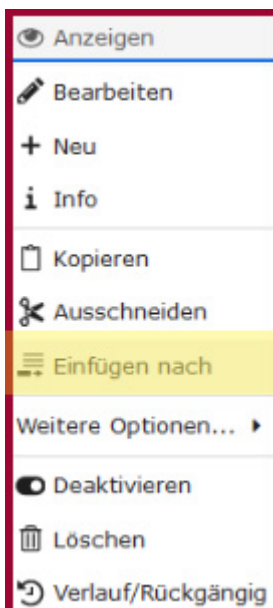 Anzeigen
Bearbeiten
Neu
Info
Kopieren
Ausschneiden
Einfügen nach
Weitere Optionen...
Deaktivieren
Löschen
Verlauf/Rückgängig